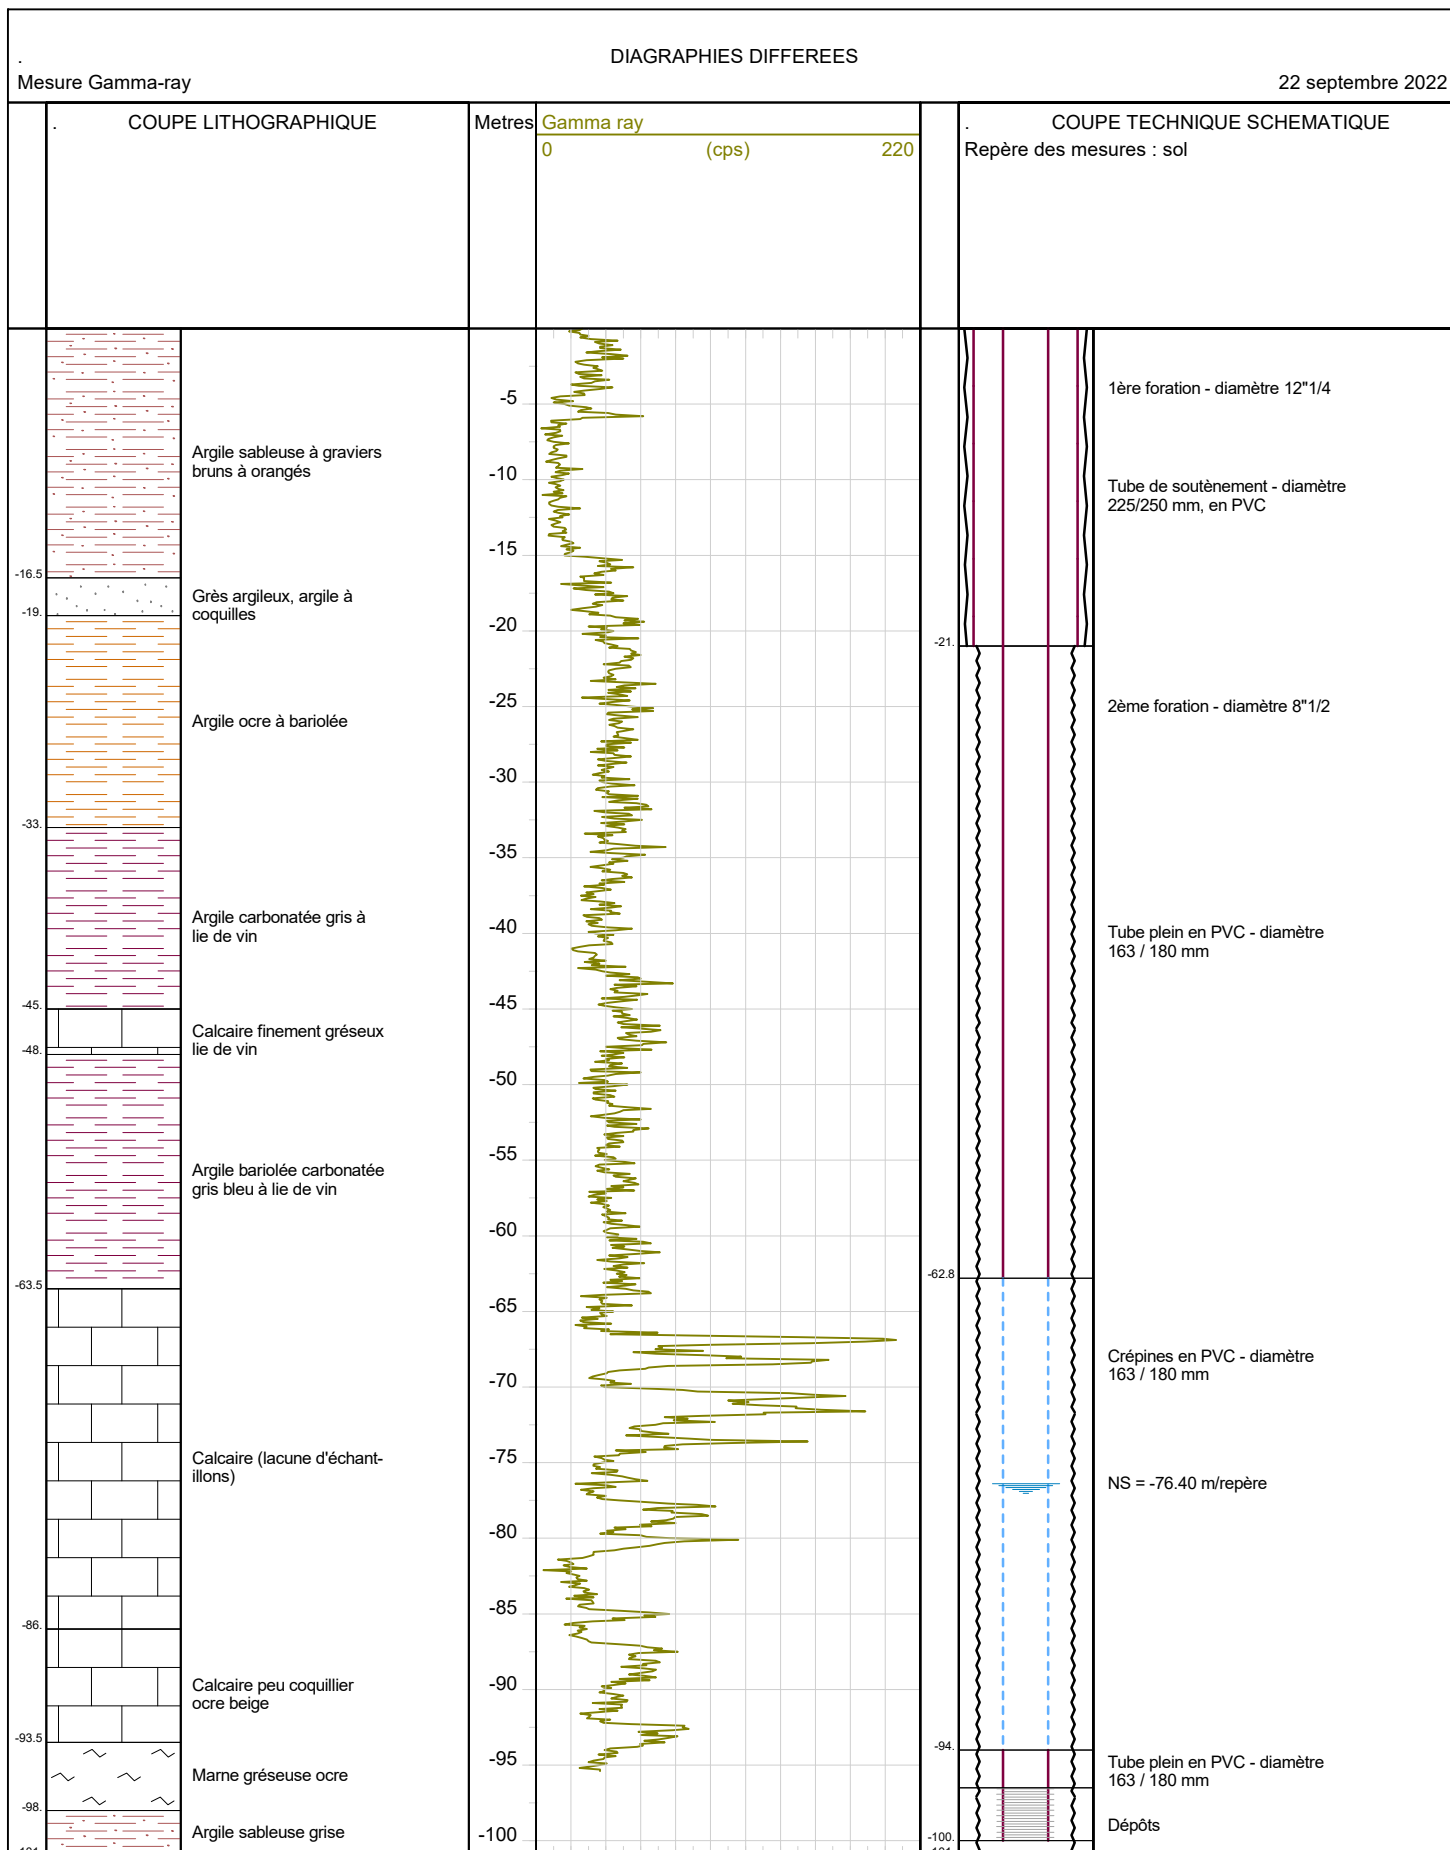 .
DIAGRAPHIES DIFFEREES
Mesure Gamma-ray
22 septembre 2022
.
COUPE LITHOGRAPHIQUE
Metres
Gamma ray
0 (cps) 220
.
COUPE TECHNIQUE SCHEMATIQUE
Repère des mesures : sol
Argile sableuse à graviers
bruns à orangés
-16.5
Grès argileux, argile à
coquilles
-19.
Argile ocre à bariolée
-33.
Argile carbonatée gris à
lie de vin
-45.
Calcaire finement gréseux
lie de vin
-48.
Argile bariolée carbonatée
gris bleu à lie de vin
-63.5
Calcaire (lacune d'échant-
illons)
-86.
Calcaire peu coquillier
ocre beige
-93.5
Marne gréseuse ocre
-98.
Argile sableuse grise
-5
-10
-15
-20
-25
-30
-35
-40
-45
-50
-55
-60
-65
-70
-75
-80
-85
-90
-95
-100
1ère foration - diamètre 12"1/4
Tube de soutènement - diamètre
225/250 mm, en PVC
-21.
2ème foration - diamètre 8"1/2
Tube plein en PVC - diamètre
163 / 180 mm
-62.8
Crépines en PVC - diamètre
163 / 180 mm
NS = -76.40 m/repère
-94.
Tube plein en PVC - diamètre
163 / 180 mm
Dépôts
-100.